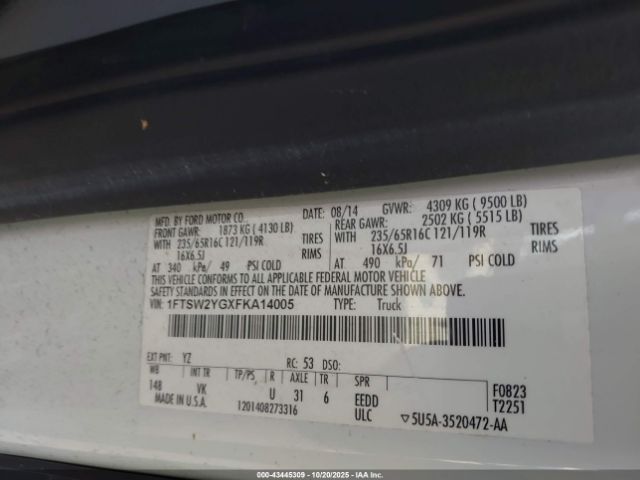 MFD. BY FORD MOTOR CO.
DATE: 08/14 GVWR: 4309 KG ( 9500 LB)
FRONT GAWR: 1873 KG ( 4130 LB)
REAR GAWR: 2502 KG ( 5515 LB)
WITH 235/65R16C 121/119R TIRES
WITH 235/65R16C 121/119R TIRES
16X6.5J RIMS
16X6.5J RIMS
AT 340 kPa/ 49 PSI COLD
AT 490 kPa/ 71 PSI COLD
THIS VEHICLE CONFORMS TO ALL APPLICABLE FEDERAL MOTOR VEHICLE
SAFETY STANDARDS IN EFFECT ON THE DATE OF MANUFACTURE SHOWN ABOVE.
VIN: 1FTSW2YGXFKA14005 TYPE: Truck
EXT PNT: YZ RC: 53 DSO:
WB INT TR TP/PS R AXLE TR SPR
148 VK U 31 6 EEDD
MADE IN U.S.A. 1201408273316 ULC
F0823
T2251
▽5U5A-3520472-AA
000-43445309 - 10/20/2025 - IAAI.COM